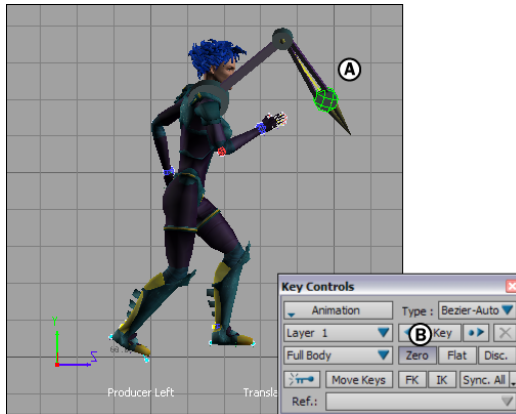 A
Y
Z
Producer Left
Transla
Key Controls
Animation
Type : Bezier-Auto
Layer 1
B
Key
Full Body
Zero
Flat
Disc.
Move Keys
FK
IK
Sync. All
Ref.: